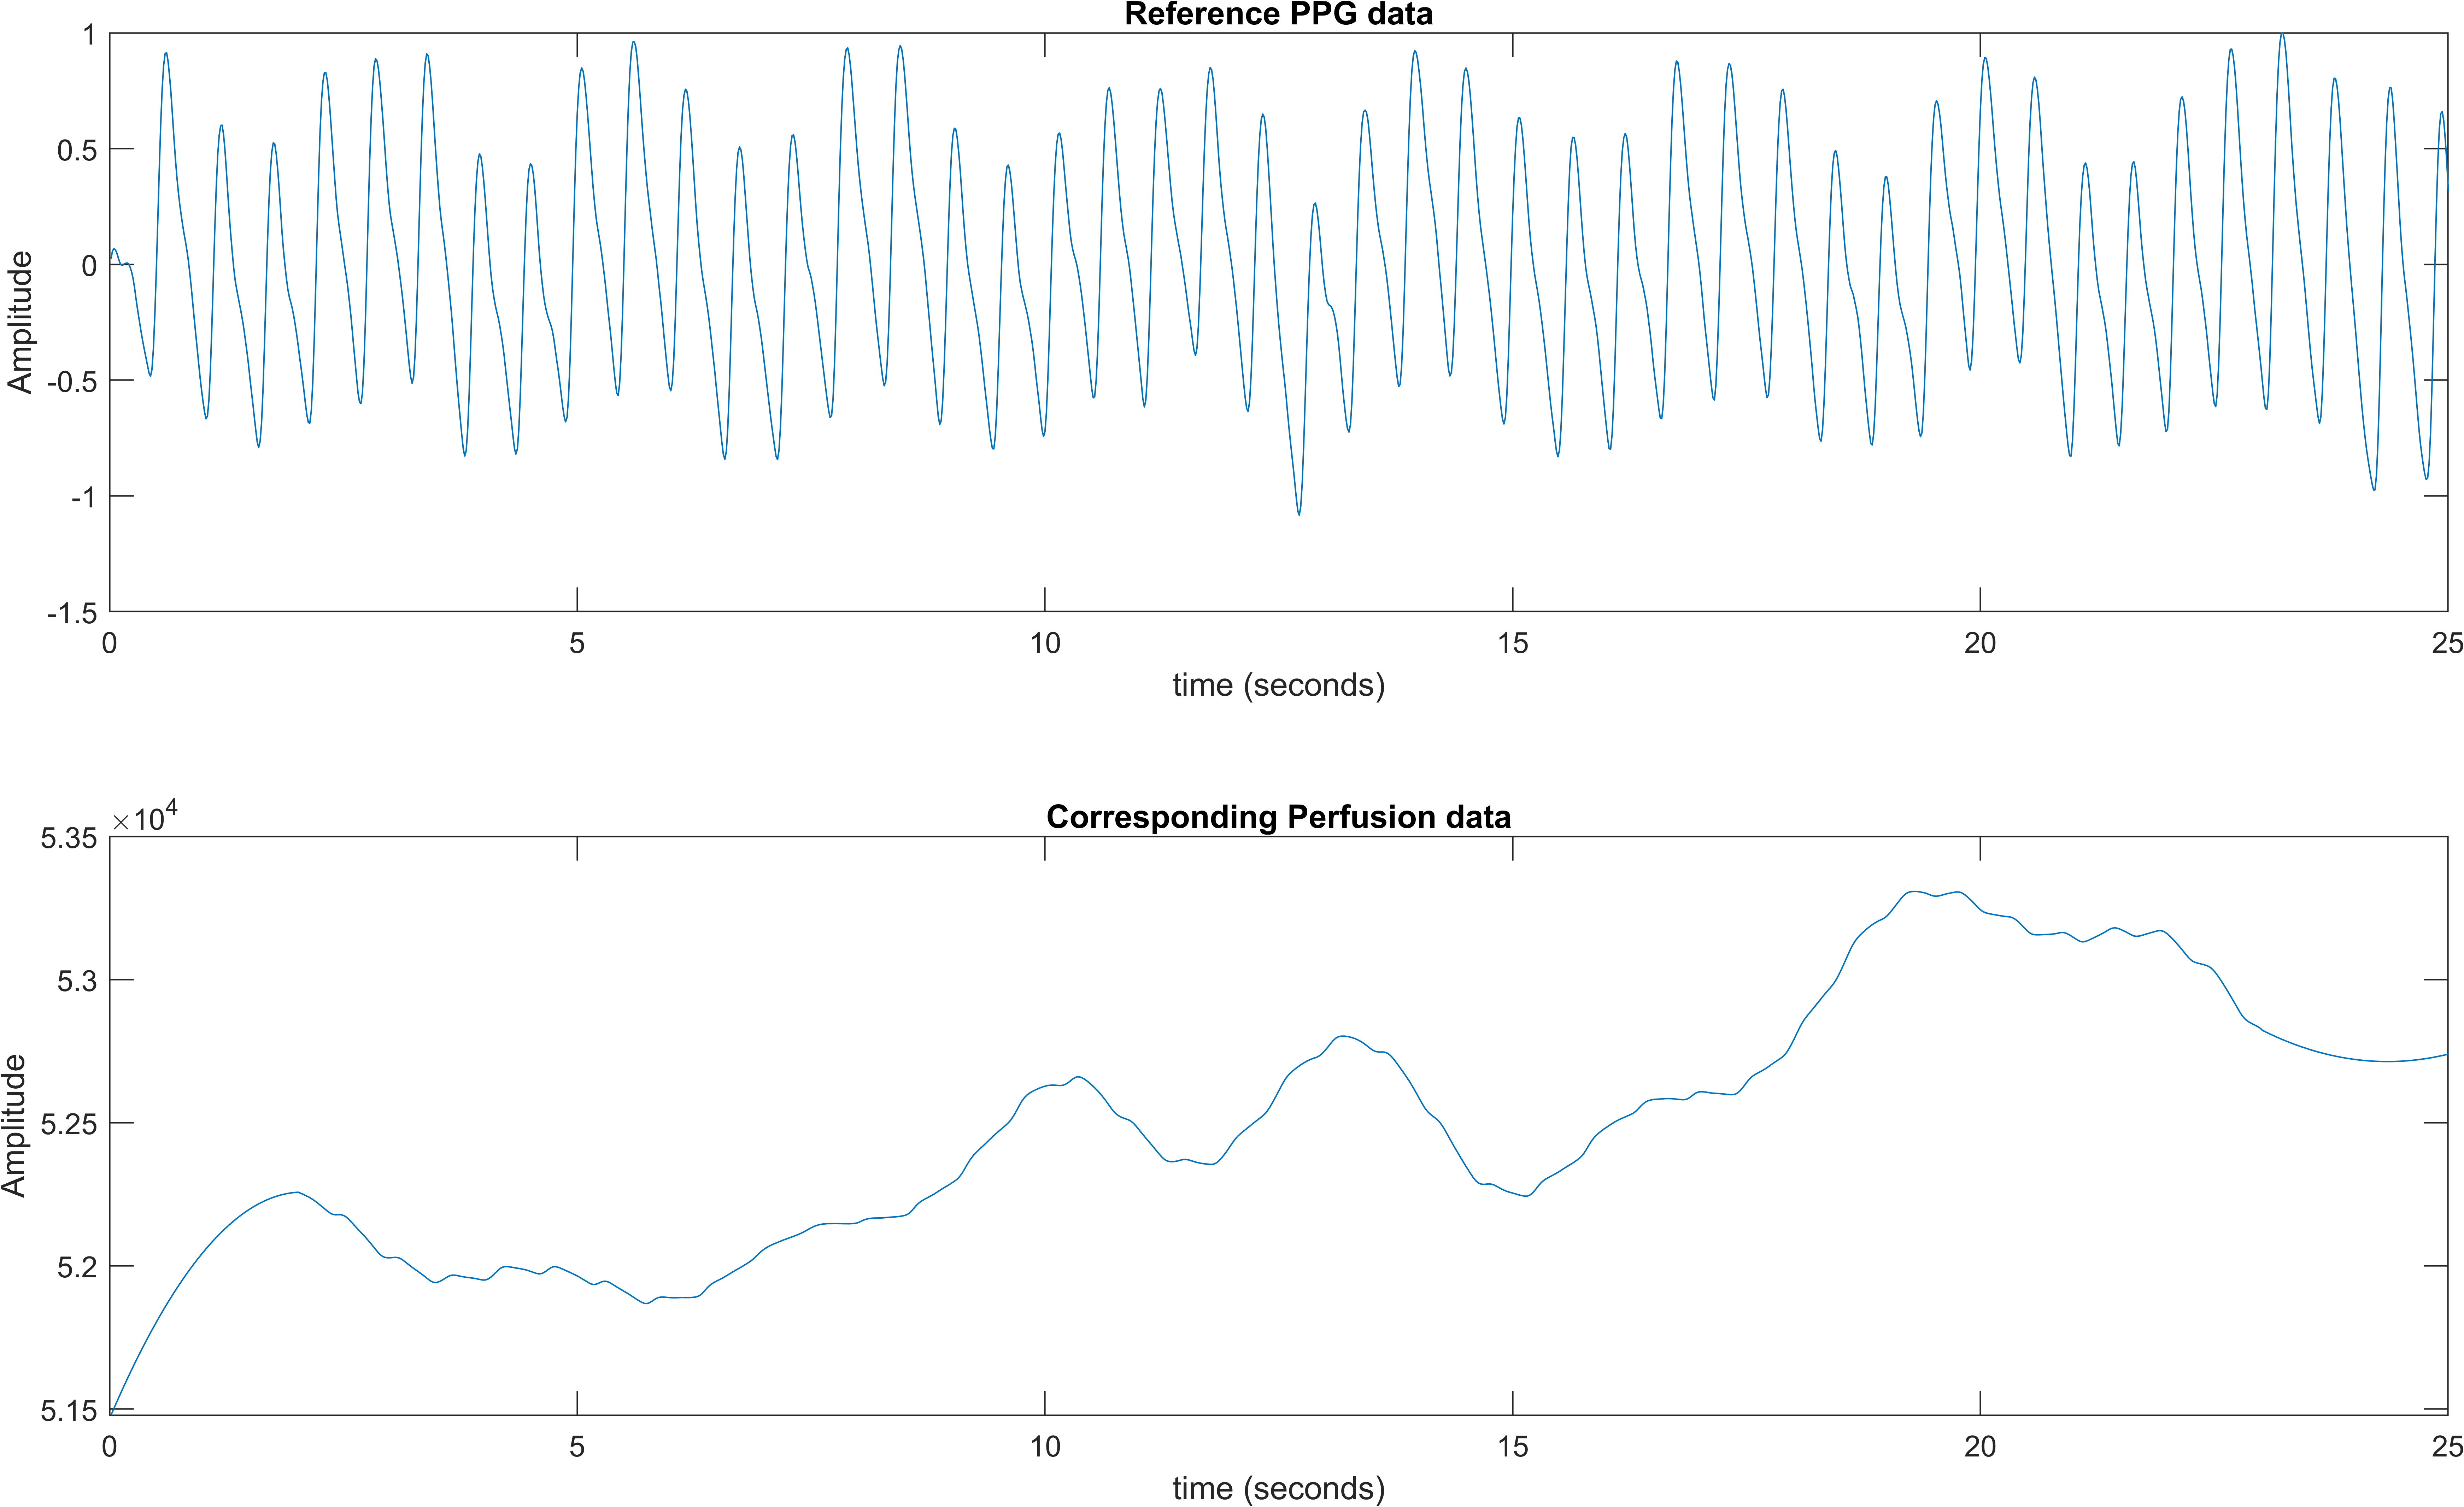 Reference PPG data
1
0.5
0
-0.5
-1
-1.5
Amplitude
0 5 10 15 20 25
time (seconds)
Corresponding Perfusion data
×10⁴
5.35
5.3
5.25
5.2
5.15
Amplitude
0 5 10 15 20 25
time (seconds)